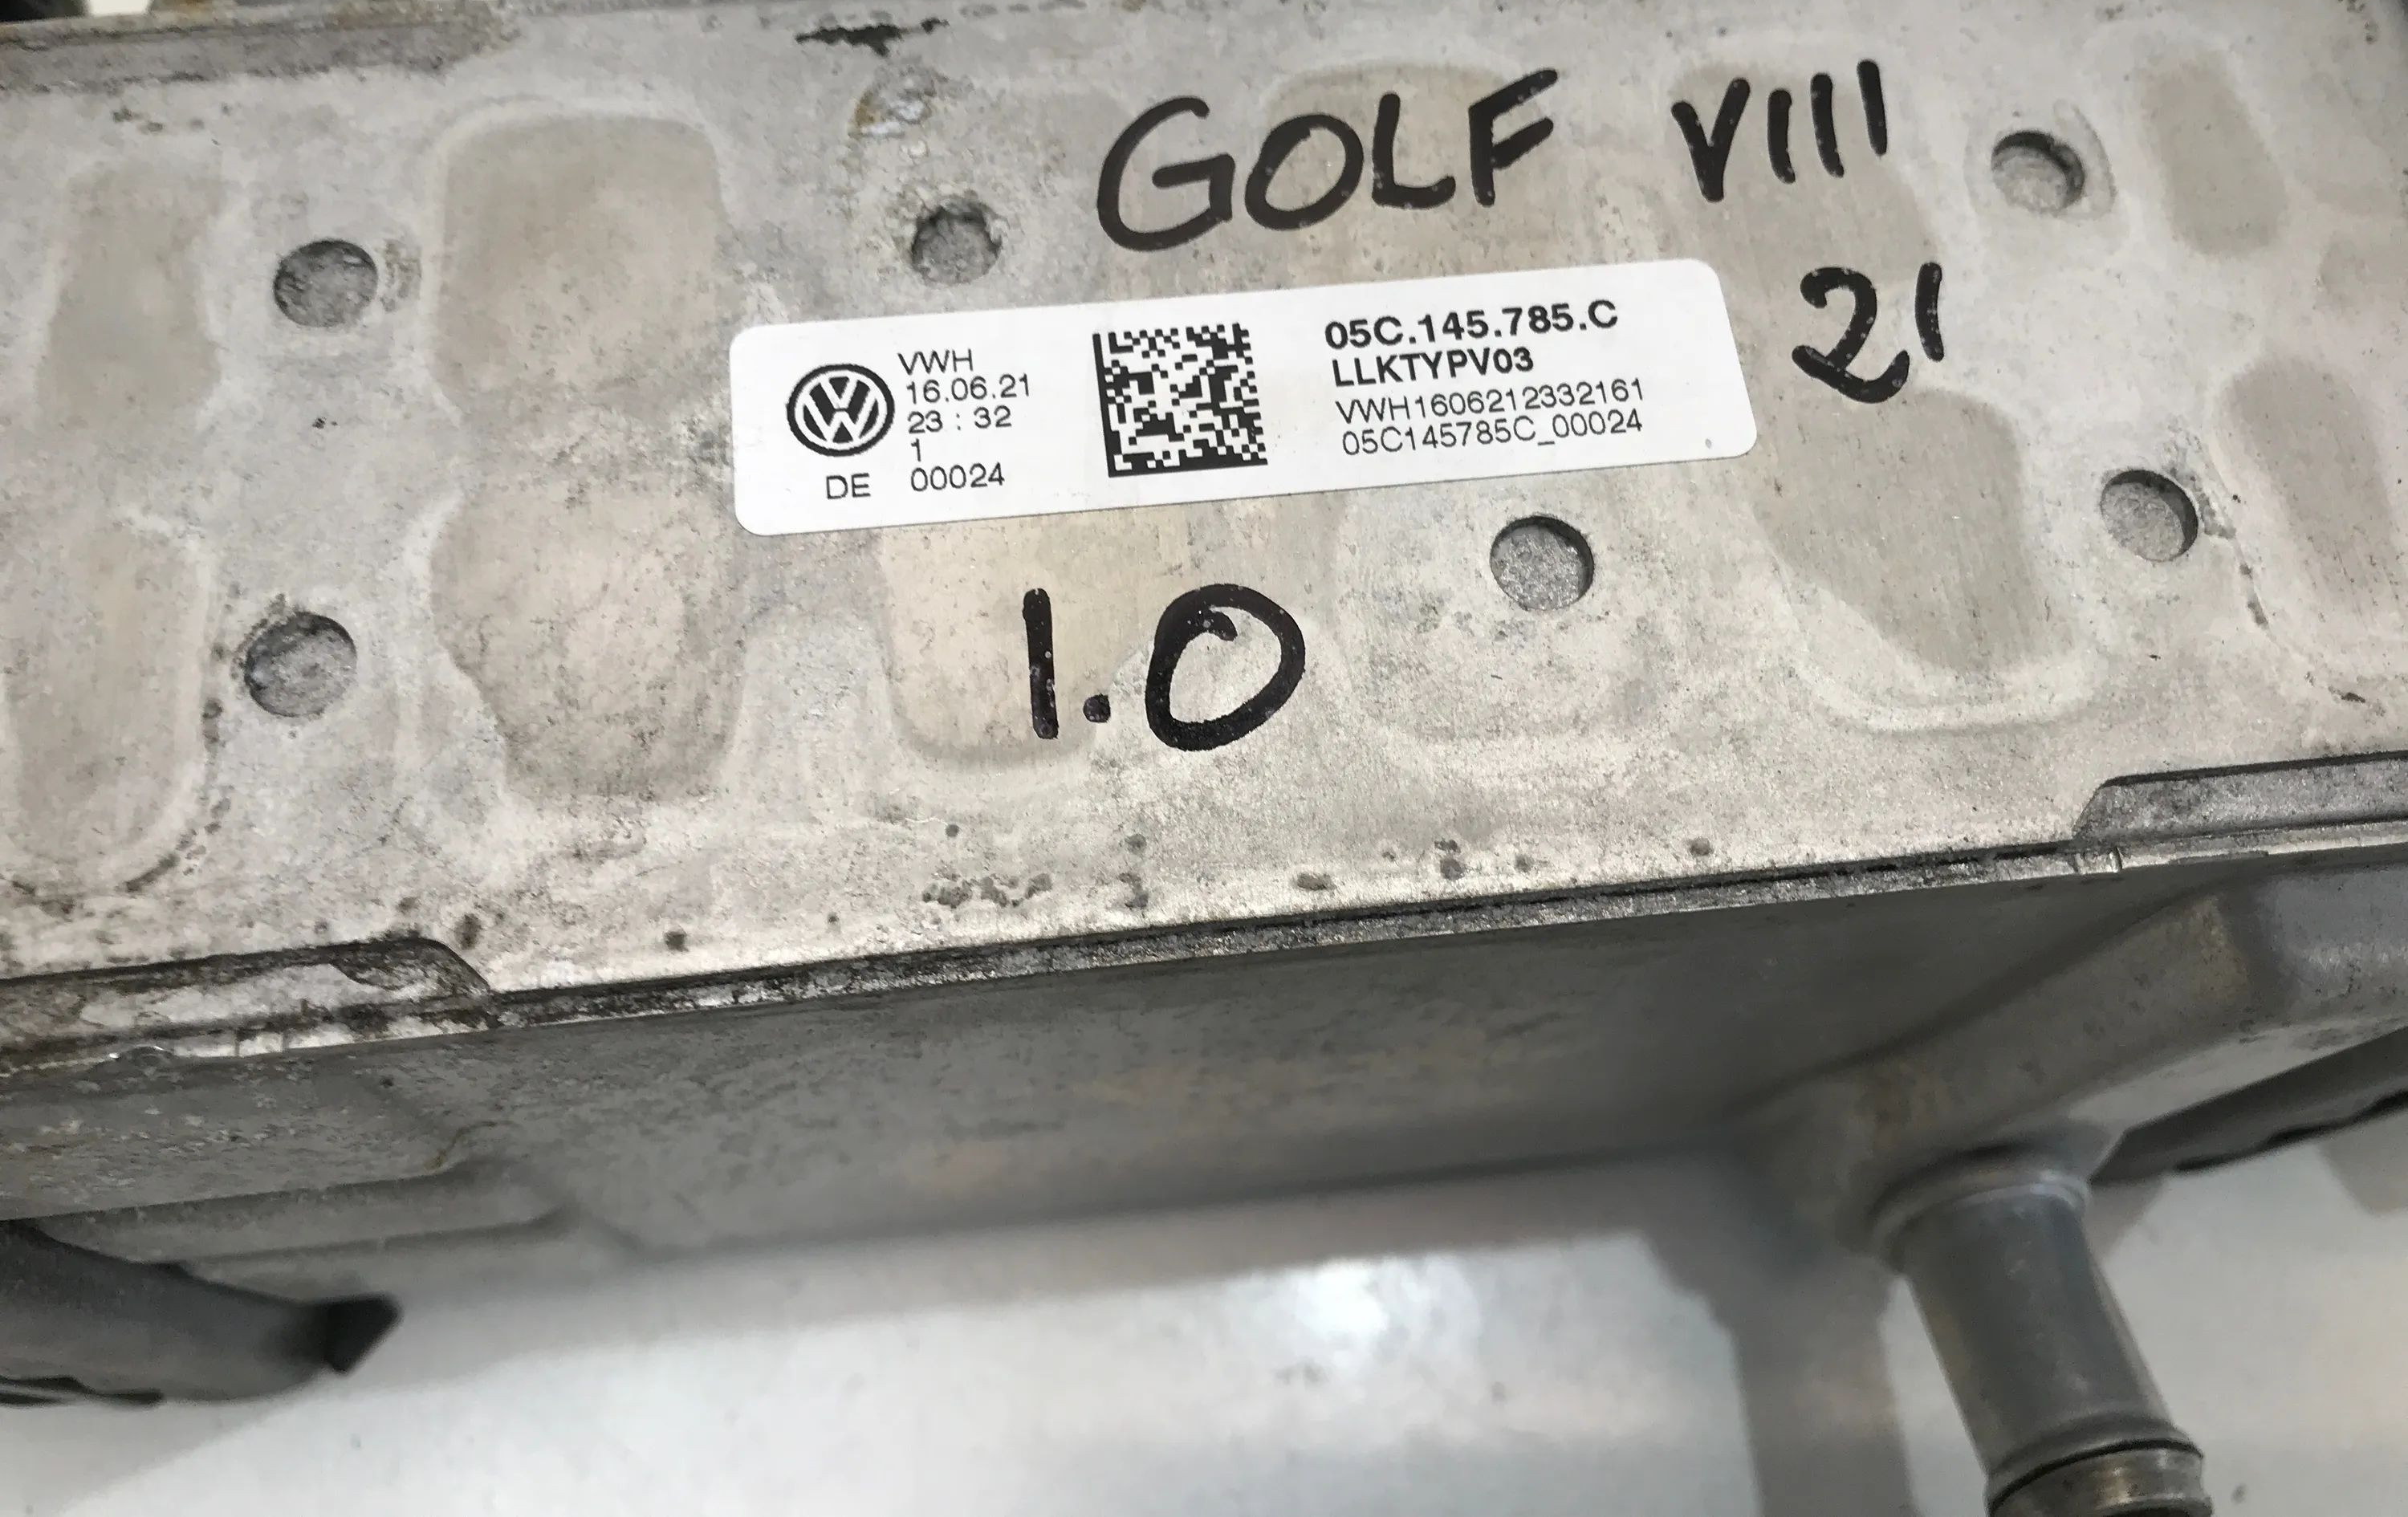 GOLF VIII
21
VWH
16.06.21
23 : 32
1
DE 00024
05C.145.785.C
LLKTYPV03
VWH1606212332161
05C145785C_00024
1.0